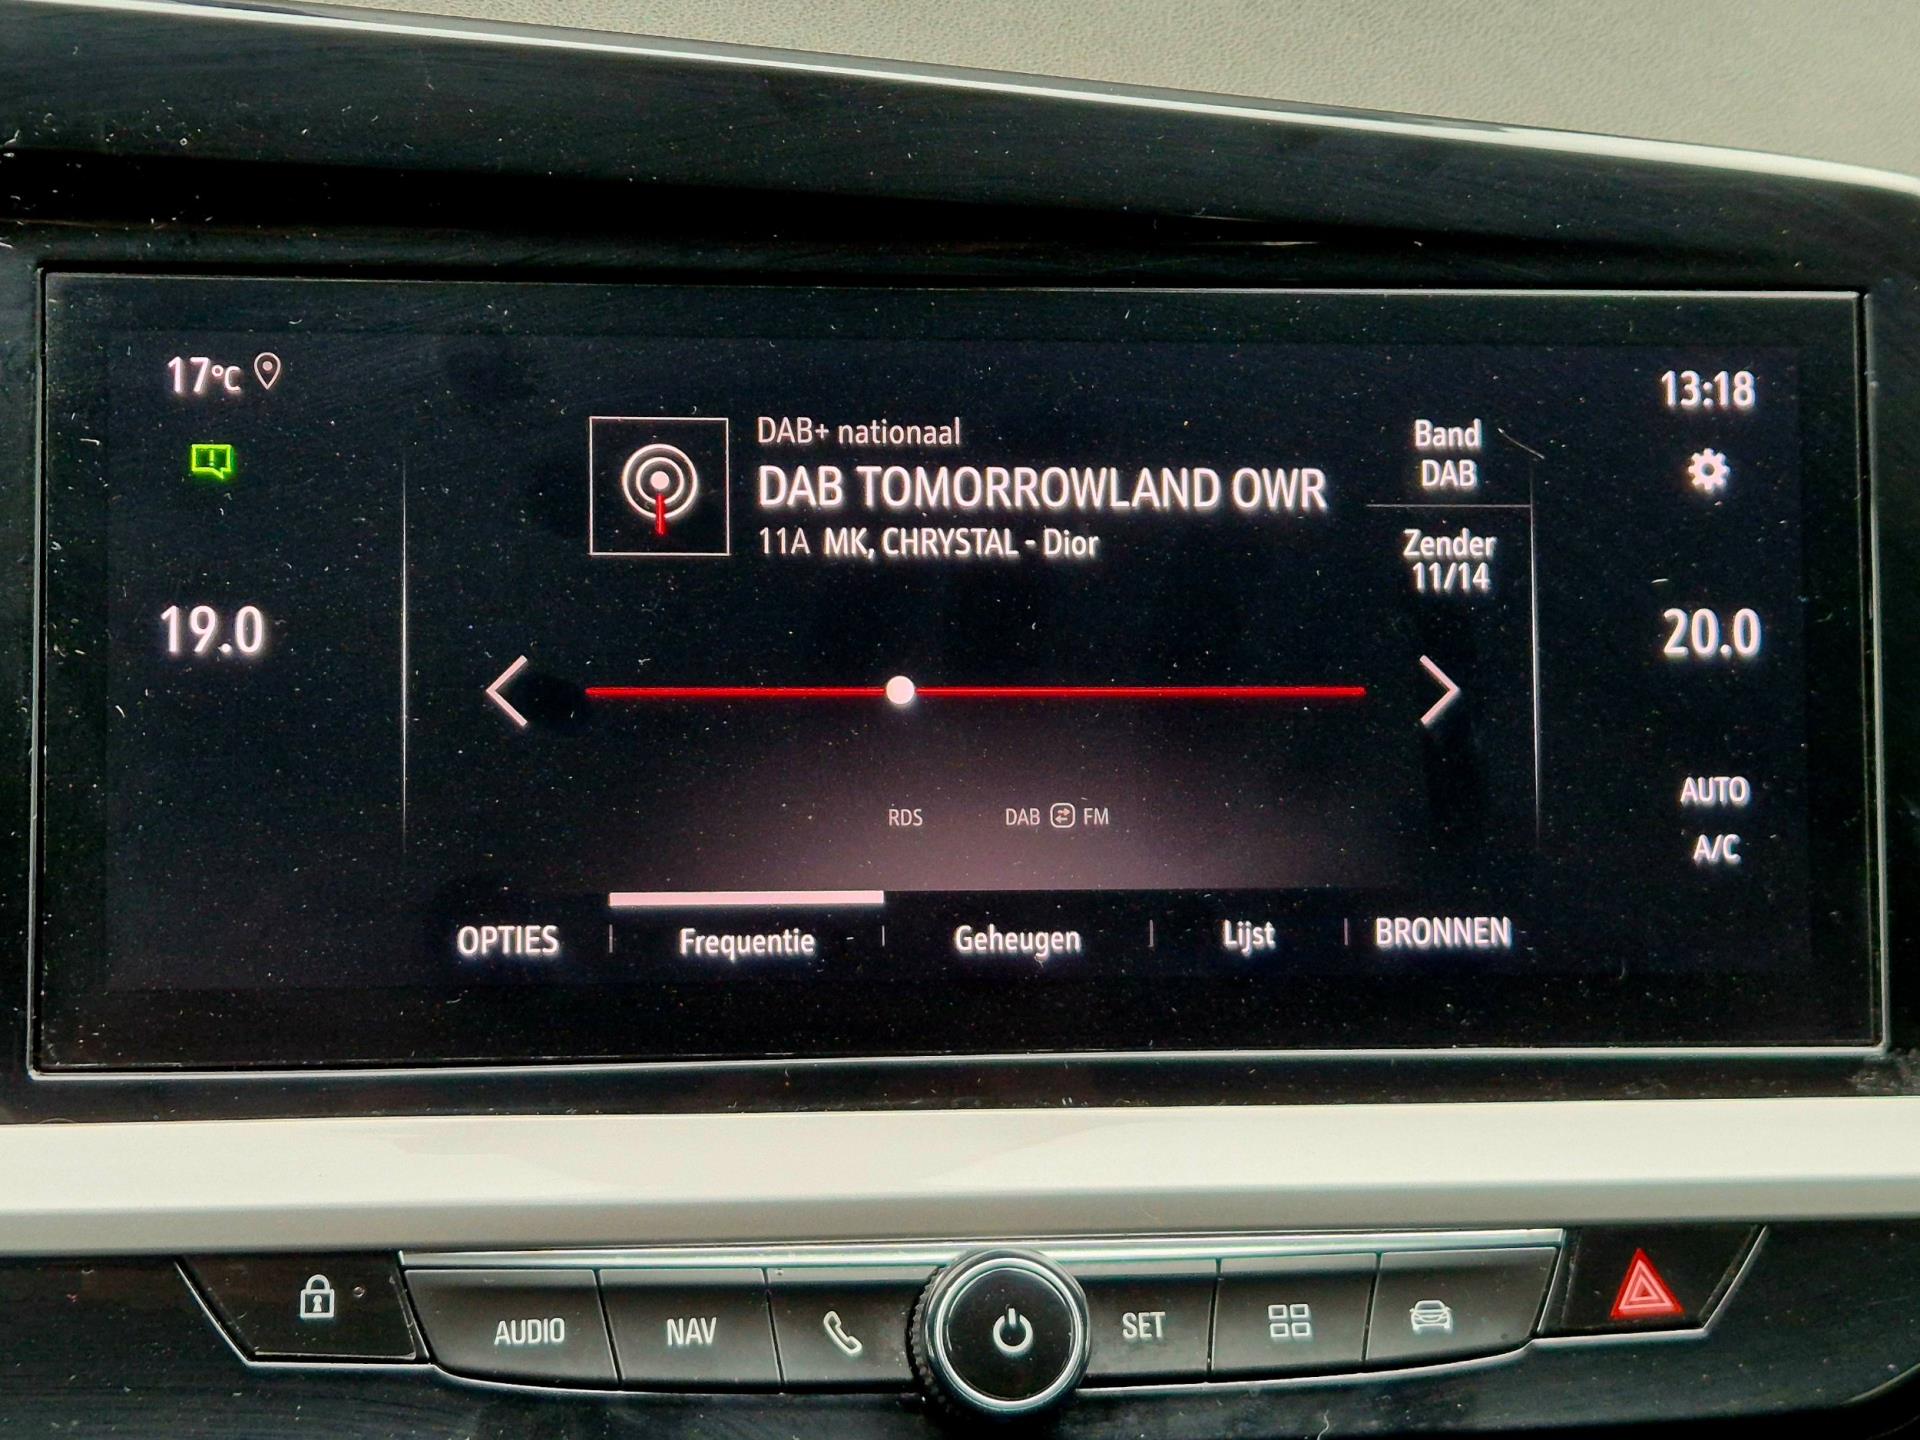 17°C
13:18
DAB+ nationaal
DAB TOMORROWLAND OWR
11A MK, CHRYSTAL - Dior
Band
DAB
Zender
11/14
19.0
20.0
RDS
DAB FM
AUTO
A/C
OPTIES
Frequentie
Geheugen
Lijst
BRONNEN
AUDIO
NAV
SET